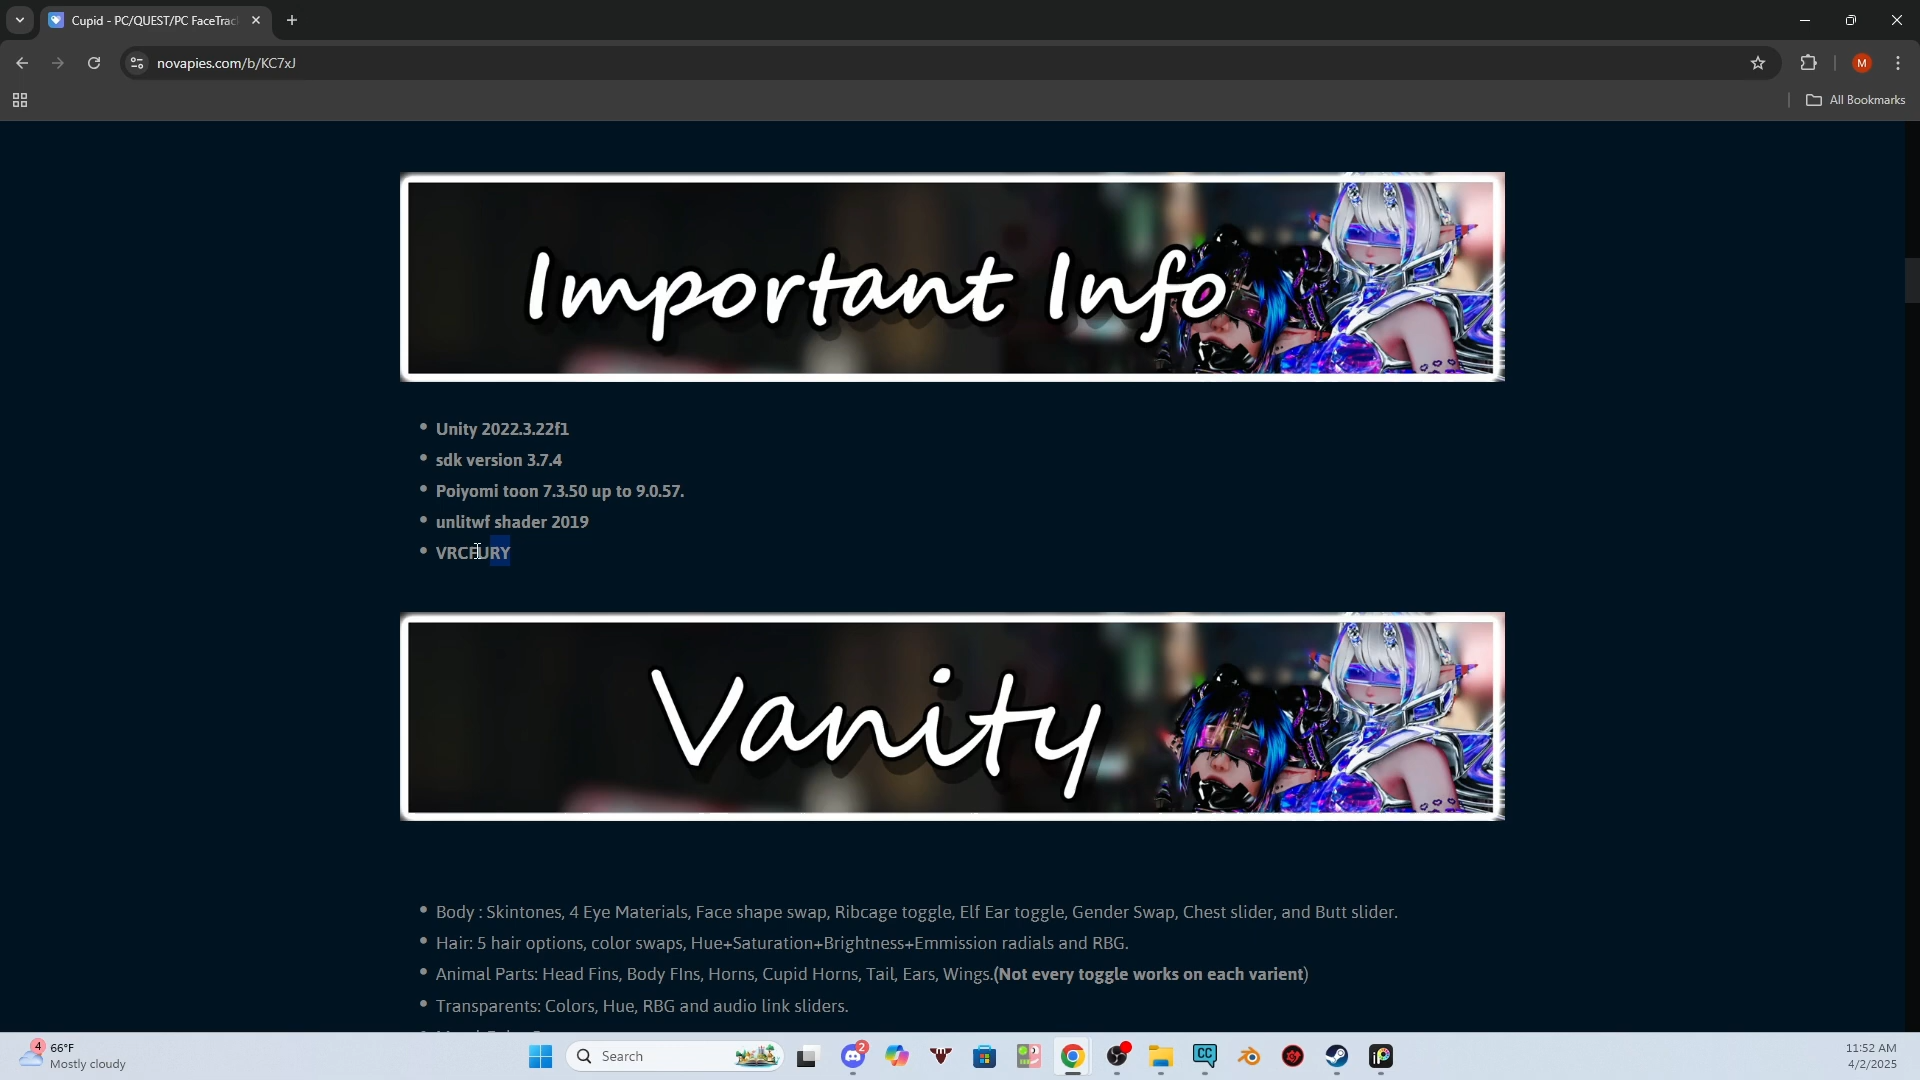 Cupid - PC/QUEST/PC FaceTrac
novapies.com/b/KC7xJ
M
All Bookmarks
Important Info
Unity 2022.3.22f1
sdk version 3.7.4
Poiyomi toon 7.3.50 up to 9.0.57.
unlitwf shader 2019
VRCFURY
Vanity
Body : Skintones, 4 Eye Materials, Face shape swap, Ribcage toggle, Elf Ear toggle, Gender Swap, Chest slider, and Butt slider.
Hair: 5 hair options, color swaps, Hue+Saturation+Brightness+Emmission radials and RBG.
Animal Parts: Head Fins, Body FIns, Horns, Cupid Horns, Tail, Ears, Wings.(Not every toggle works on each varient)
Transparents: Colors, Hue, RBG and audio link sliders.
4
66°F
Mostly cloudy
Search
2
CC
iP
11:52 AM
4/2/2025